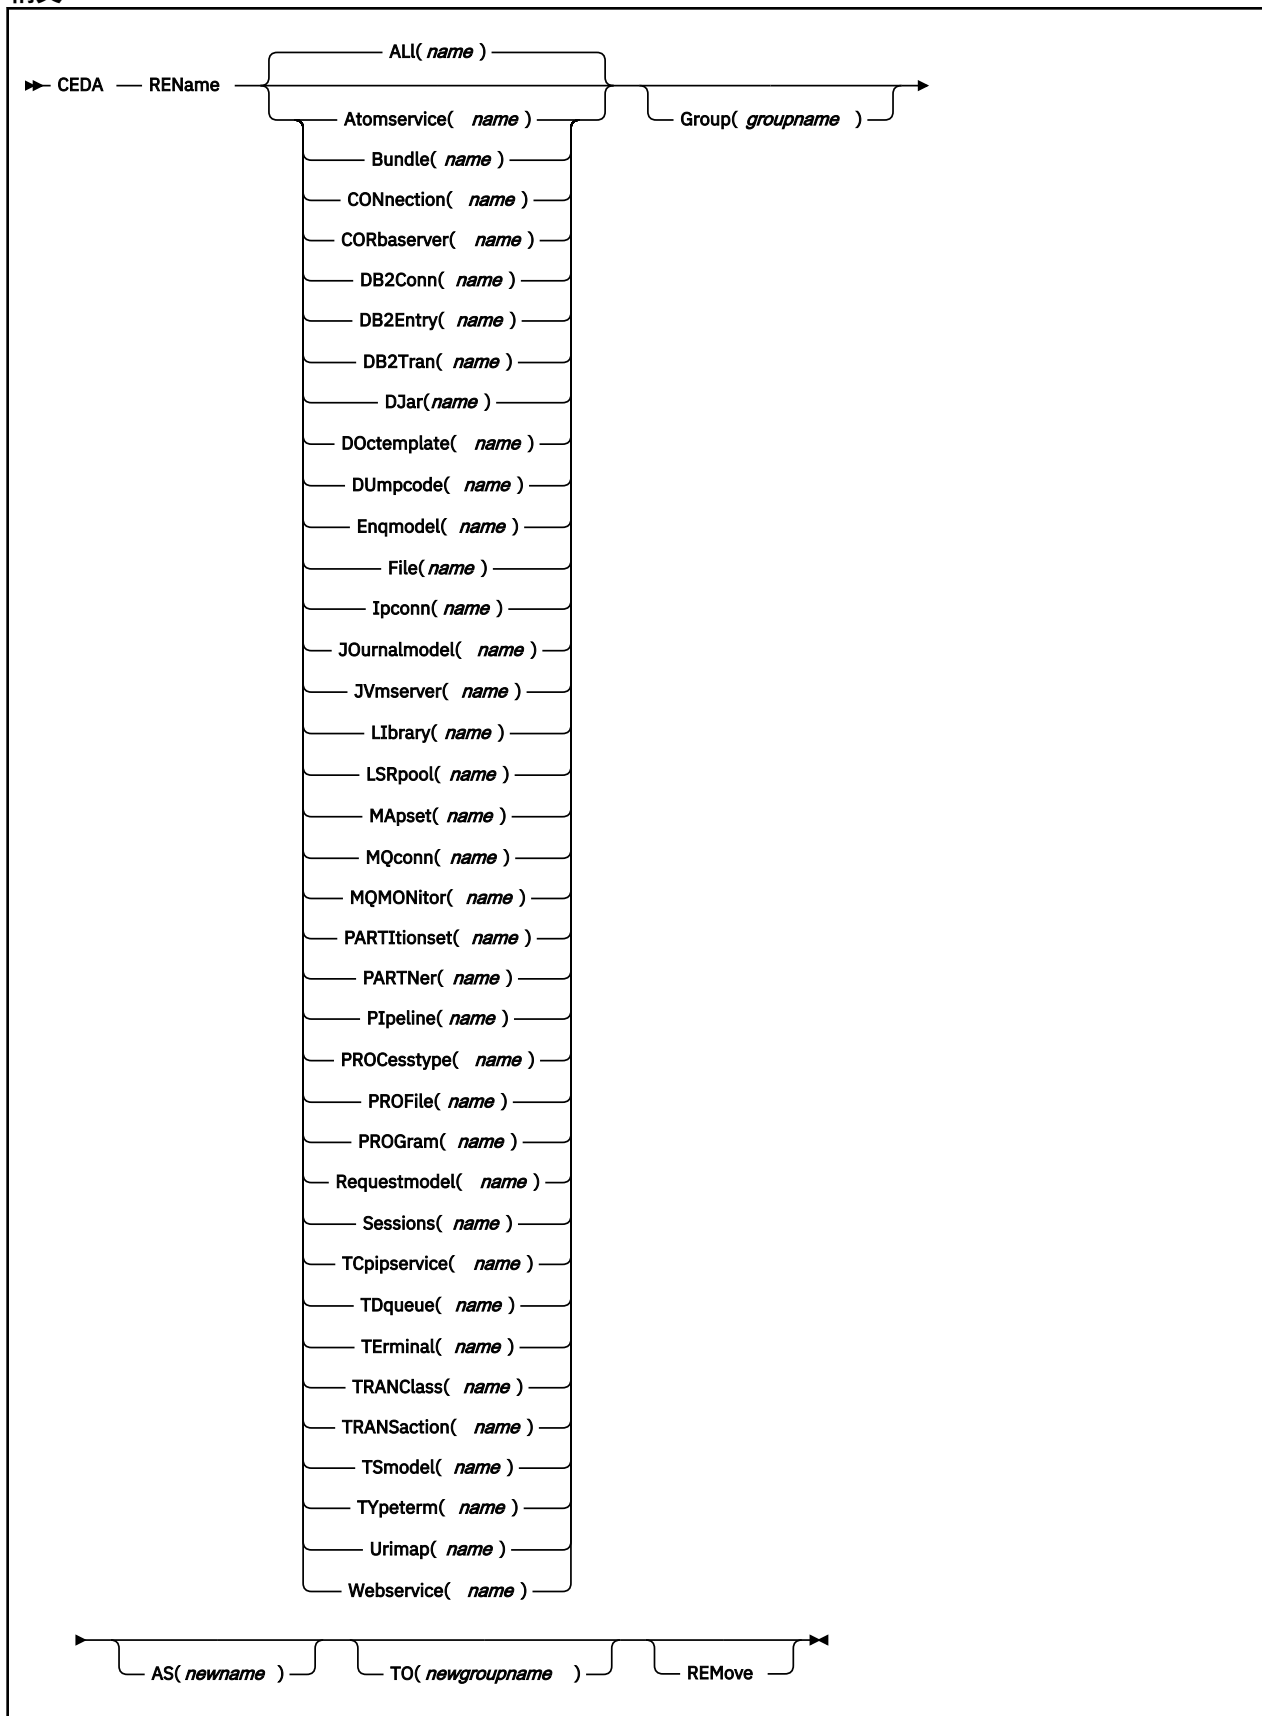 ALl( name )
CEDA REName
Atomservice( name ) Group( groupname )
Bundle( name )
CONnection( name )
CORbaserver( name )
DB2Conn( name )
DB2Entry( name )
DB2Tran( name )
DJar(name )
DOctemplate( name )
DUmpcode( name )
Enqmodel( name )
File( name )
Ipconn( name )
JOurnalmodel( name )
JVmserver( name )
LIbrary( name )
LSRpool( name )
MApset( name )
MQconn( name )
MQMONitor( name )
PARTItionset( name )
PARTNer( name )
PIpeline( name )
PROCesstype( name )
PROFile( name )
PROGram( name )
Requestmodel( name )
Sessions( name )
TCpipservice( name )
TDqueue( name )
TErminal( name )
TRANClass( name )
TRANSaction( name )
TSmodel( name )
TYpeterm( name )
Urimap( name )
Webservice( name )
AS( newname ) TO( newgroupname ) REMove